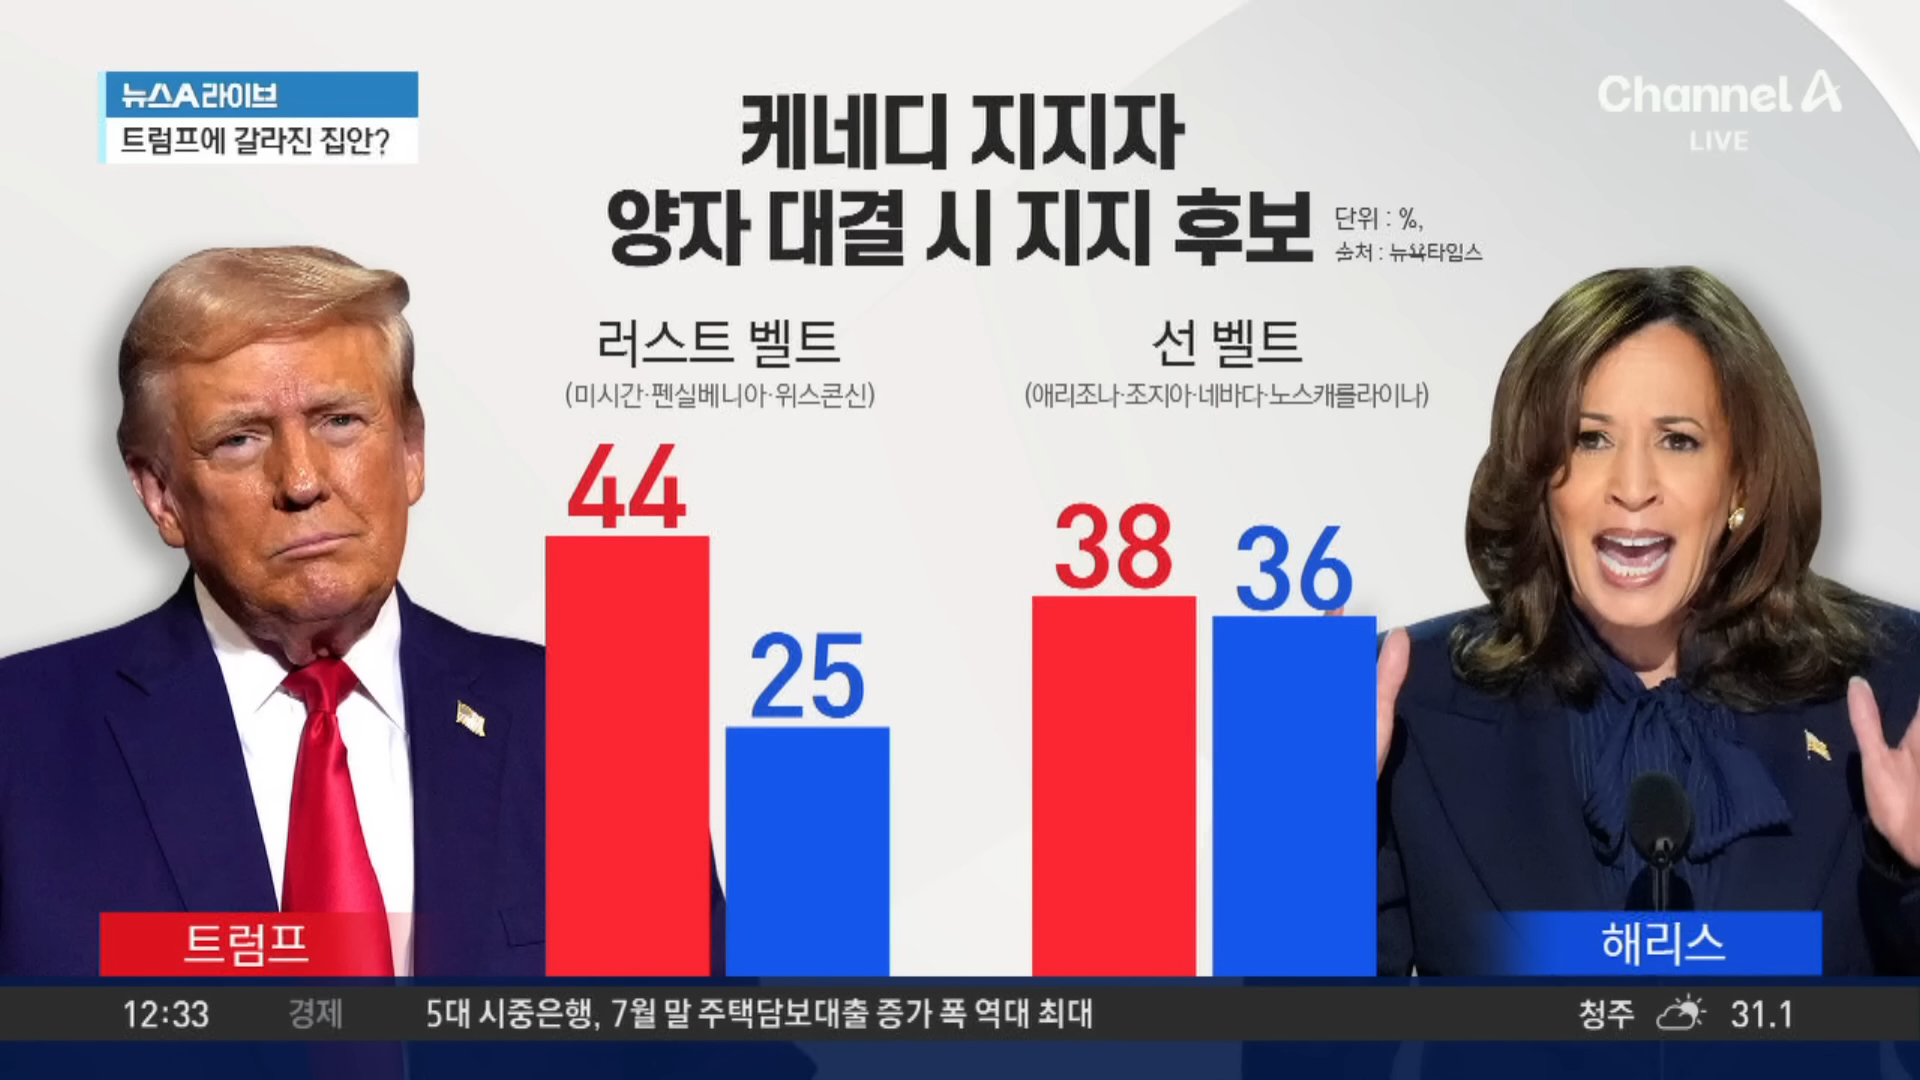 뉴스A라이브
트럼프에 갈라진 집안?
Channel A
LIVE
케네디 지지자
양자 대결 시 지지 후보
단위 : %,
출처 : 뉴욕타임스
러스트 벨트
(미시간·펜실베니아·위스콘신)
44
25
선 벨트
(애리조나·조지아·네바다·노스캐롤라이나)
38
36
트럼프
해리스
12:33 경제 5대 시중은행, 7월 말 주택담보대출 증가 폭 역대 최대 청주 31.1